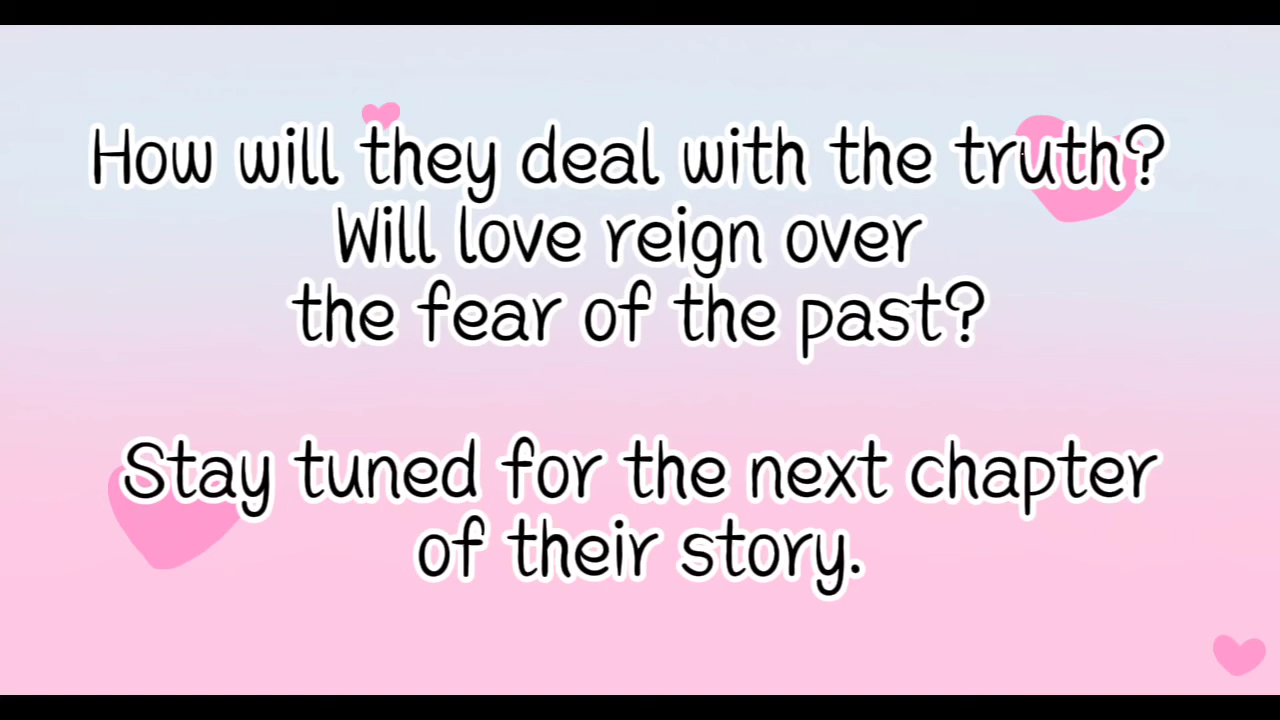 How will they deal with the truth?
Will love reign over
the fear of the past?
Stay tuned for the next chapter
of their story.